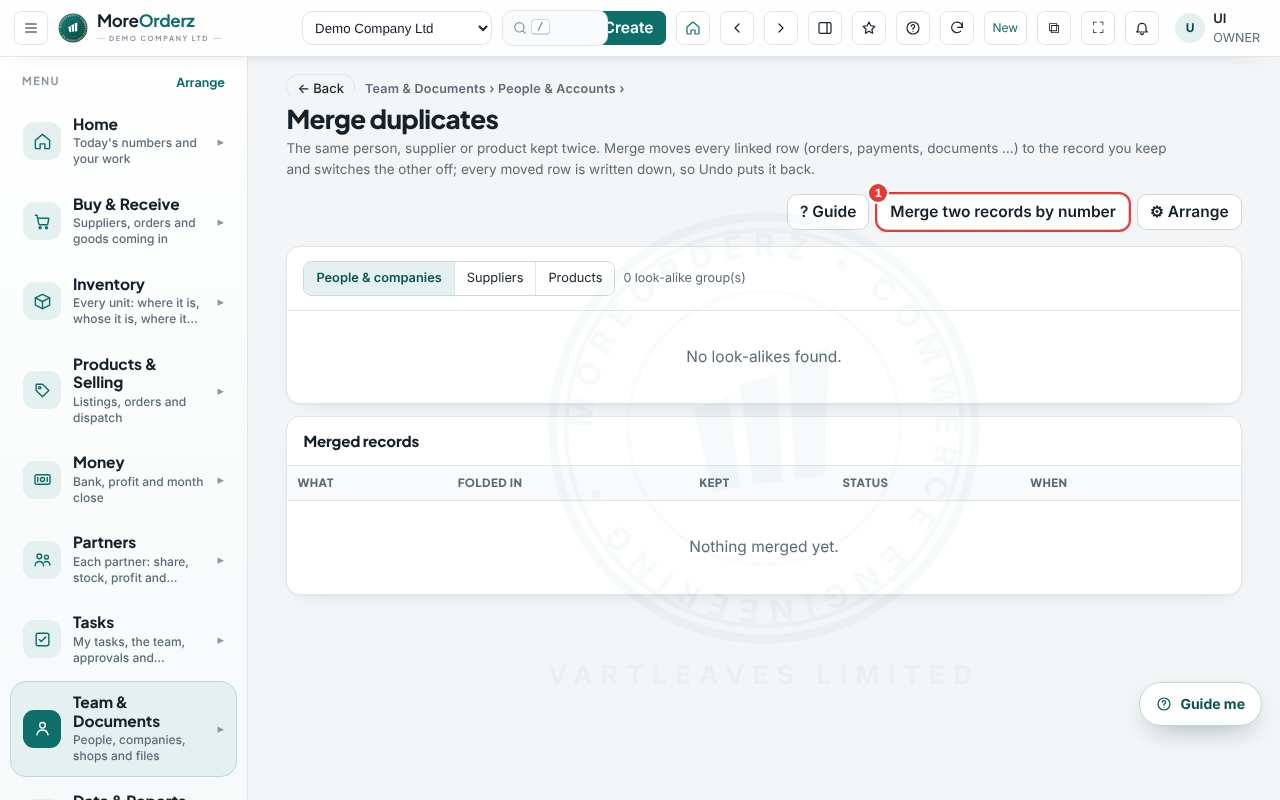 MoreOrderz
— DEMO COMPANY LTD —
Demo Company Ltd
/
Create
New
1
U
UI
OWNER
MENU
Arrange
Home
Today's numbers and
your work
Buy & Receive
Suppliers, orders and
goods coming in
Inventory
Every unit: where it is,
whose it is, where it...
Products &
Selling
Listings, orders and
dispatch
Money
Bank, profit and month
close
Partners
Each partner: share,
stock, profit and...
Tasks
My tasks, the team,
approvals and...
Team &
Documents
People, companies,
shops and files
Data & Reports
← Back
Team & Documents › People & Accounts ›
Merge duplicates
The same person, supplier or product kept twice. Merge moves every linked row (orders, payments, documents ...) to the record you keep
and switches the other off; every moved row is written down, so Undo puts it back.
? Guide
Merge two records by number
⚙ Arrange
People & companies
Suppliers
Products
0 look-alike group(s)
No look-alikes found.
Merged records
WHAT
FOLDED IN
KEPT
STATUS
WHEN
Nothing merged yet.
MOREORDERZ • COMMERCE ENGINEERING •
VARTLEAVES LIMITED
Guide me